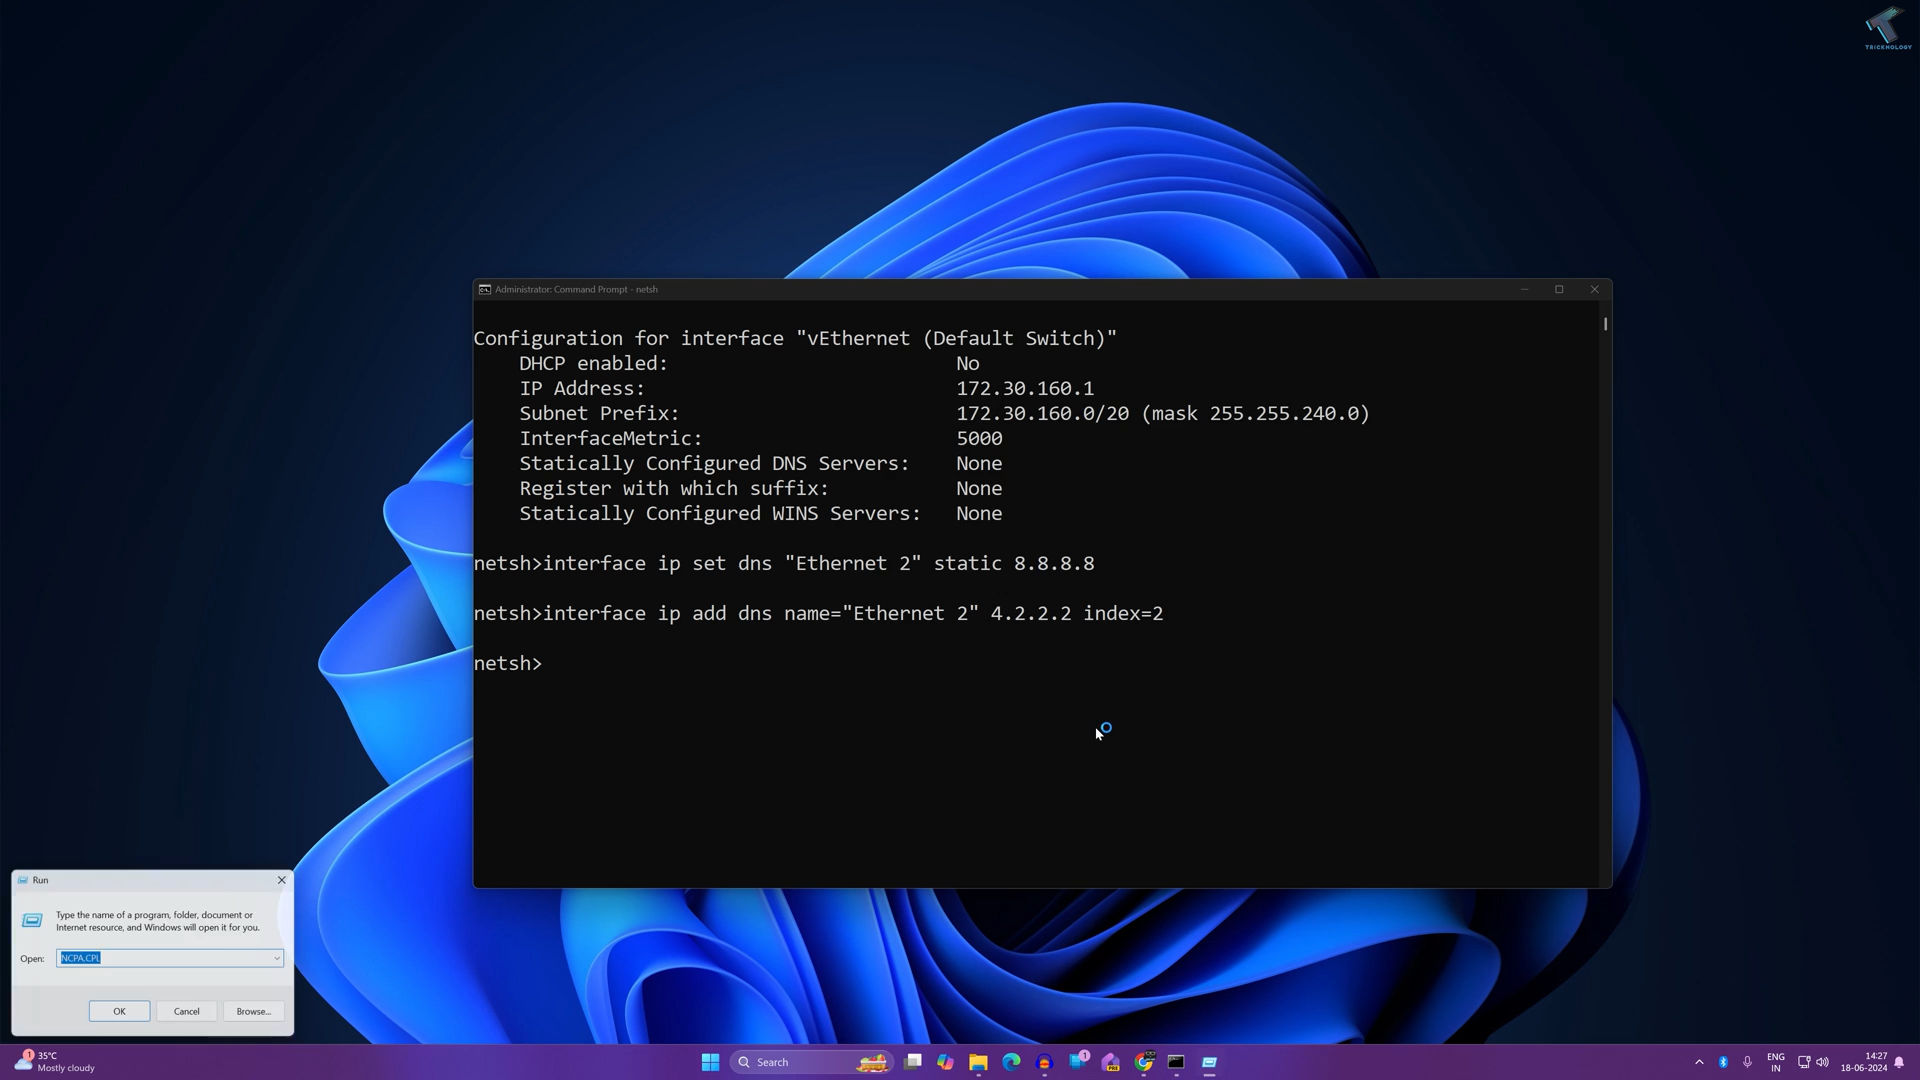 TRICKNOLOGY
Administrator: Command Prompt - netsh
Configuration for interface "vEthernet (Default Switch)"
DHCP enabled: No
IP Address: 172.30.160.1
Subnet Prefix: 172.30.160.0/20 (mask 255.255.240.0)
InterfaceMetric: 5000
Statically Configured DNS Servers: None
Register with which suffix: None
Statically Configured WINS Servers: None
netsh>interface ip set dns "Ethernet 2" static 8.8.8.8
netsh>interface ip add dns name="Ethernet 2" 4.2.2.2 index=2
netsh>
Run
Type the name of a program, folder, document or
Internet resource, and Windows will open it for you.
Open: NCPA.CPL
OK Cancel Browse...
1
35°C
Mostly cloudy
Search
1
PRE
ENG
IN
14:27
18-06-2024